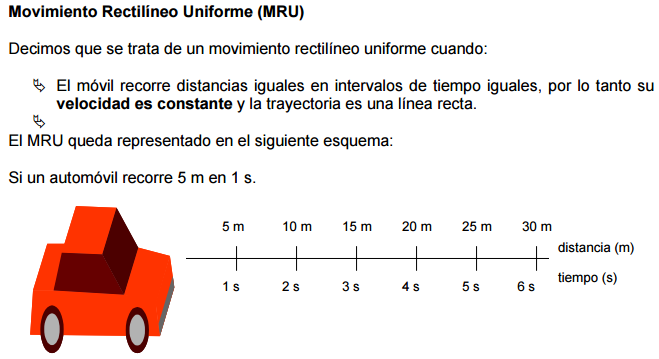 Movimiento Rectilíneo Uniforme (MRU)
Decimos que se trata de un movimiento rectilíneo uniforme cuando:
El móvil recorre distancias iguales en intervalos de tiempo iguales, por lo tanto su
velocidad es constante y la trayectoria es una línea recta.
El MRU queda representado en el siguiente esquema:
Si un automóvil recorre 5 m en 1 s.
5 m 10 m 15 m 20 m 25 m 30 m
distancia (m)
1 s 2 s 3 s 4 s 5 s 6 s
tiempo (s)